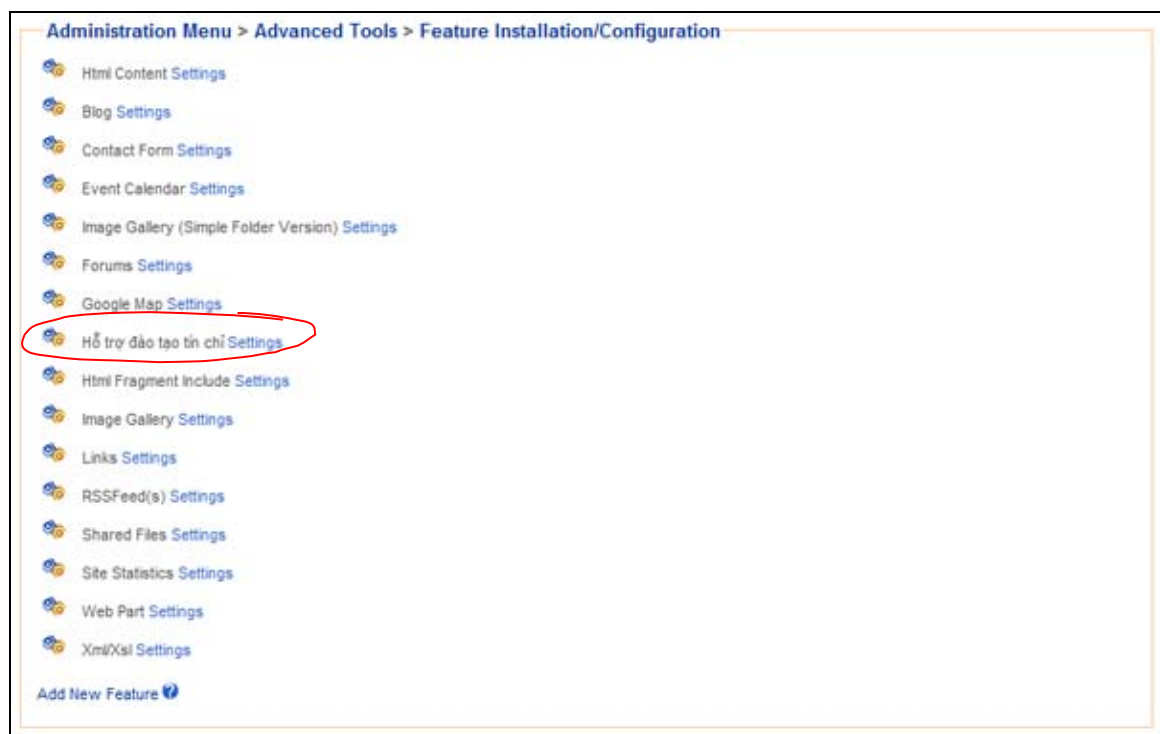 Administration Menu > Advanced Tools > Feature Installation/Configuration
Html Content Settings
Blog Settings
Contact Form Settings
Event Calendar Settings
Image Gallery (Simple Folder Version) Settings
Forums Settings
Google Map Settings
Hỗ trợ đào tạo tín chỉ Settings
Html Fragment Include Settings
Image Gallery Settings
Links Settings
RSSFeed(s) Settings
Shared Files Settings
Site Statistics Settings
Web Part Settings
Xml/Xsl Settings
Add New Feature ?